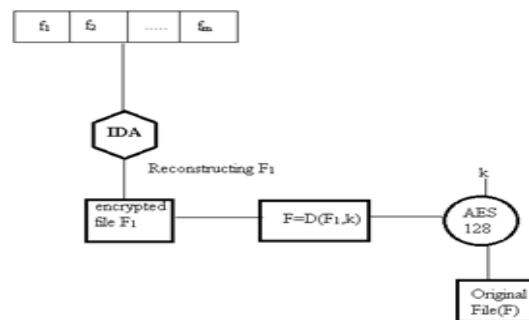 f₁ f₂ ..... fₘ
IDA
Reconstructing F₁
k
encrypted
file F₁
F=D(F₁,k)
AES
128
Original
File(F)